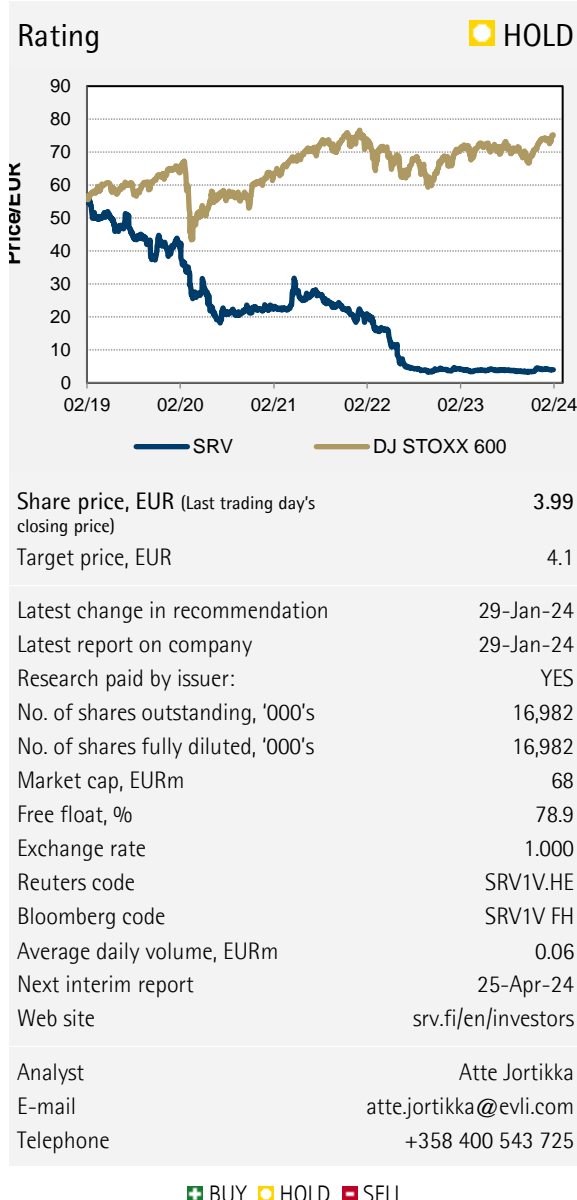 Rating HOLD
90
80
70
60
50
40
30
20
10
0
Price/EUR
02/19 02/20 02/21 02/22 02/23 02/24
SRV DJ STOXX 600
Share price, EUR (Last trading day's 3.99
closing price)
Target price, EUR 4.1
Latest change in recommendation 29-Jan-24
Latest report on company 29-Jan-24
Research paid by issuer: YES
No. of shares outstanding, ‘000's 16,982
No. of shares fully diluted, ‘000's 16,982
Market cap, EURm 68
Free float, % 78.9
Exchange rate 1.000
Reuters code SRV1V.HE
Bloomberg code SRV1V FH
Average daily volume, EURm 0.06
Next interim report 25-Apr-24
Web site srv.fi/en/investors
Analyst Atte Jortikka
E-mail atte.jortikka@evli.com
Telephone +358 400 543 725
BUY HOLD SELL